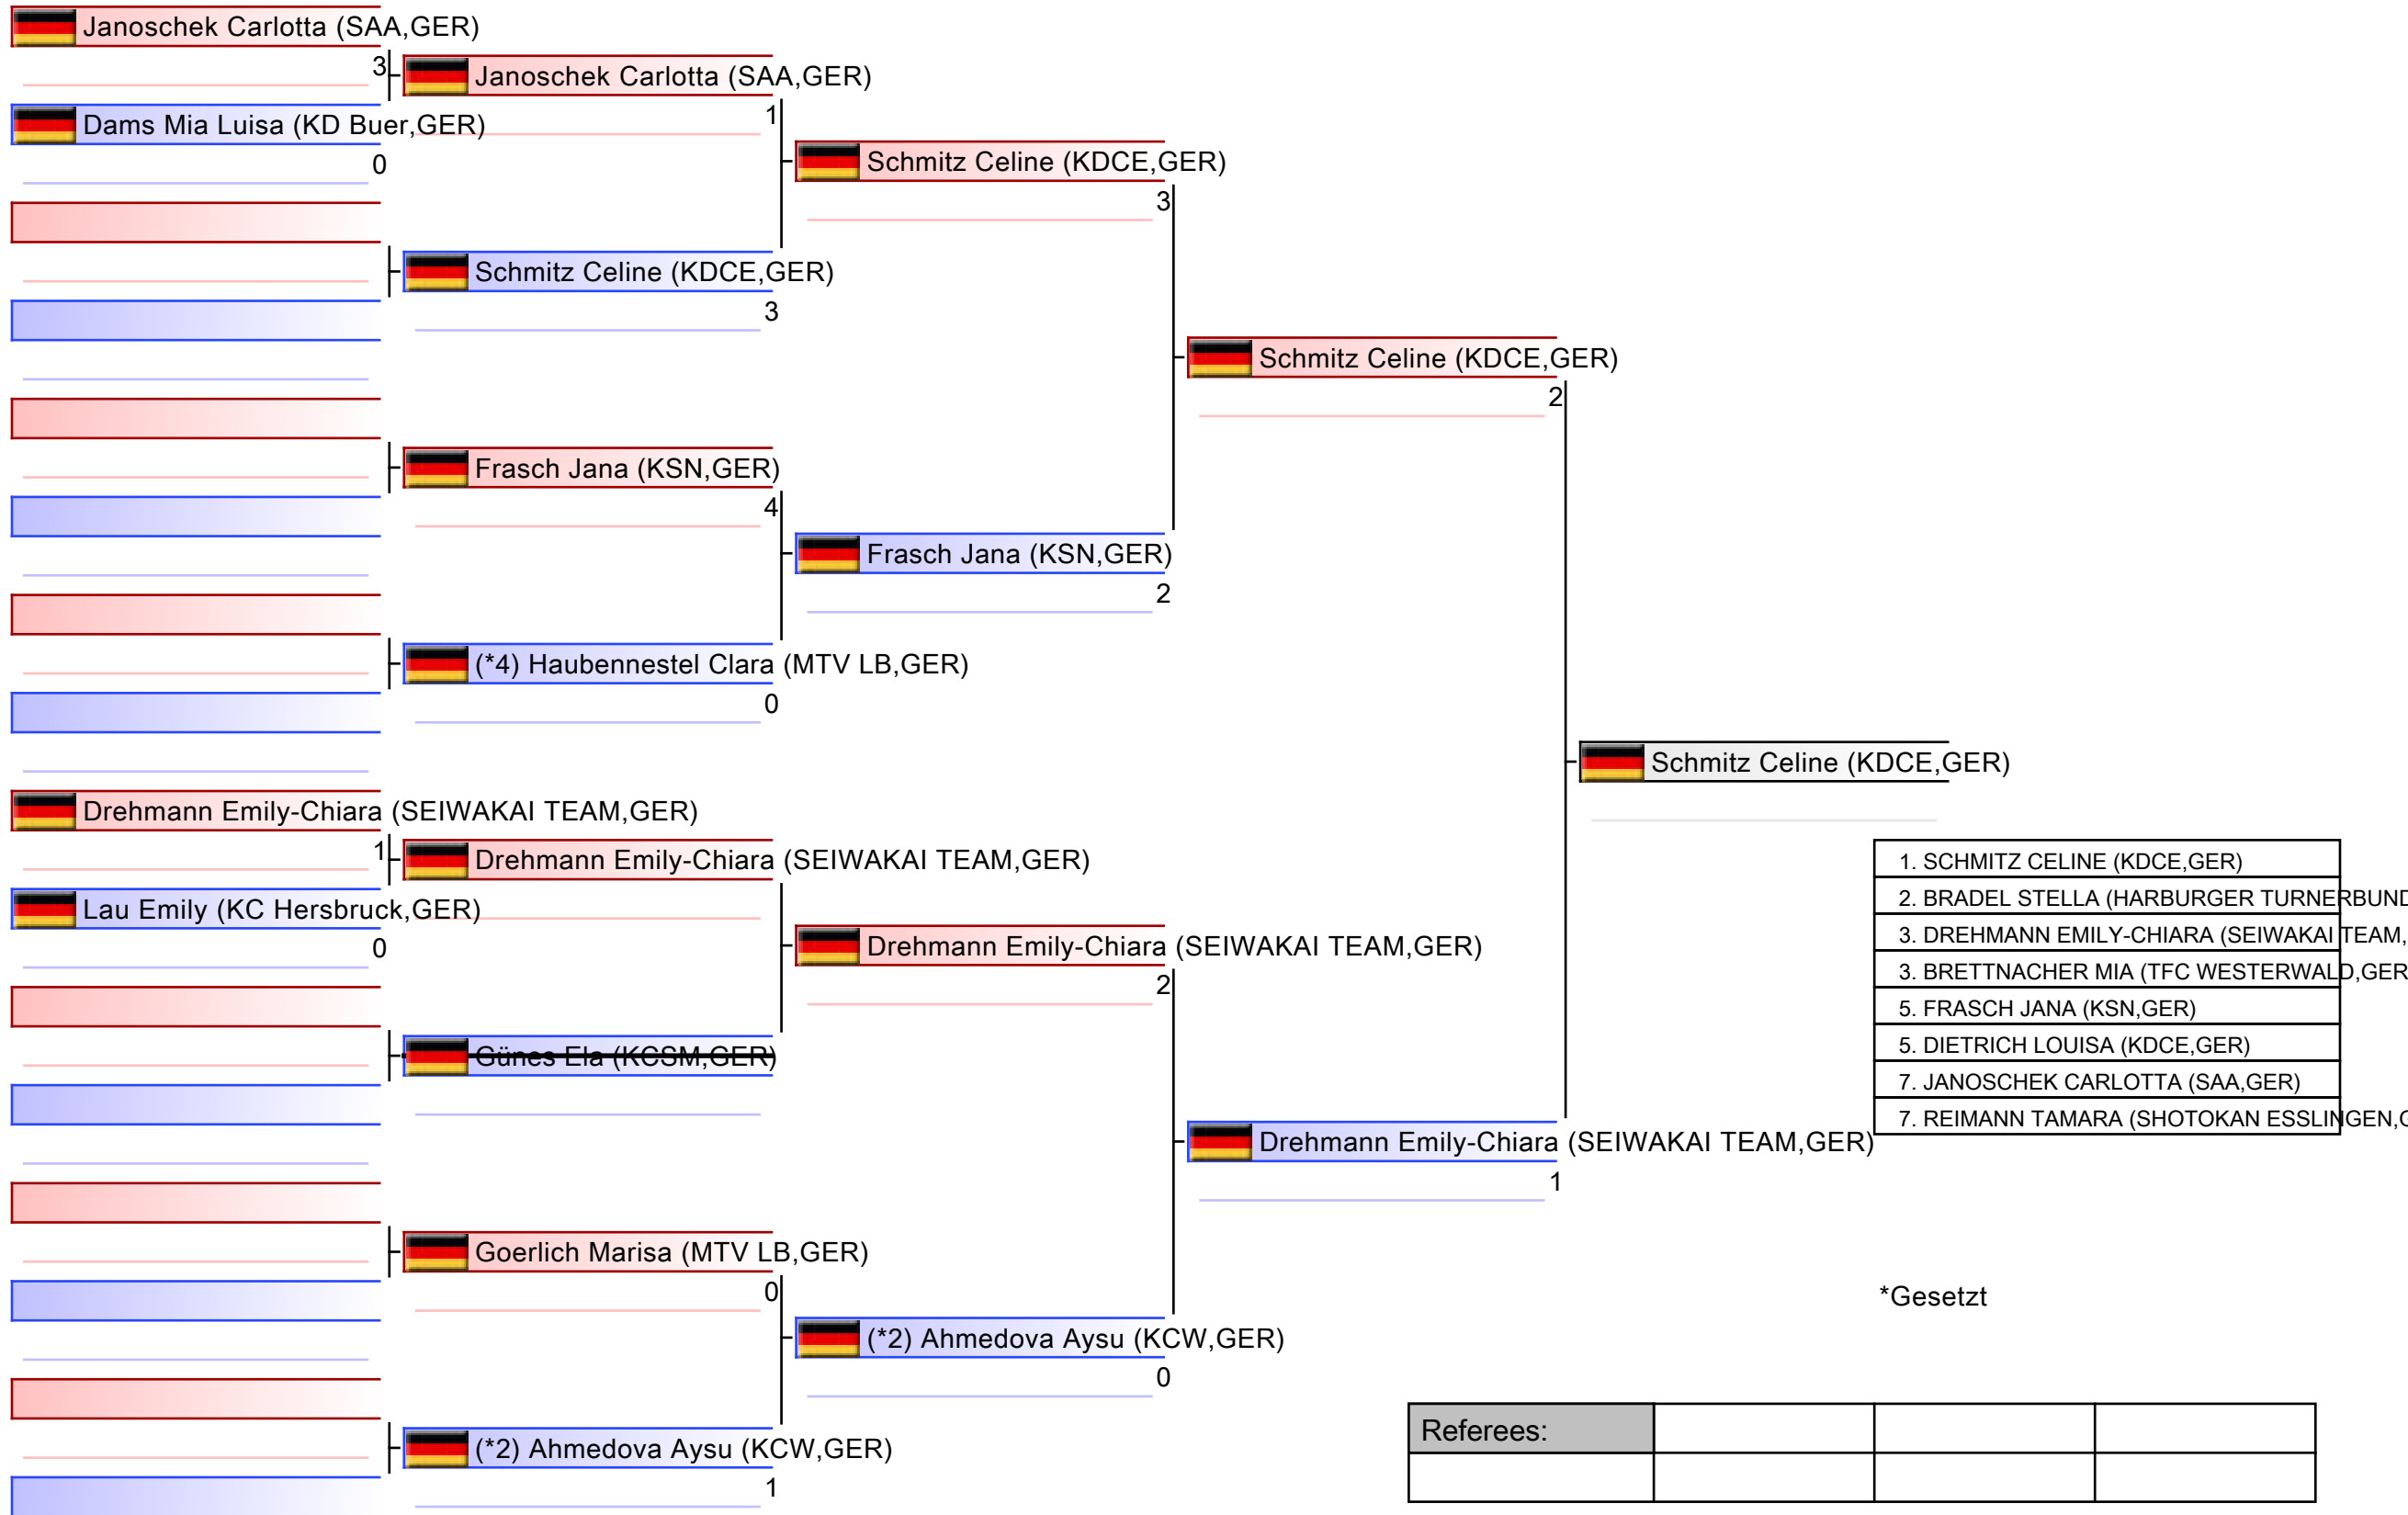 Janoschek Carlotta (SAA,GER)
3
Janoschek Carlotta (SAA,GER)
1
Dams Mia Luisa (KD Buer,GER)
0
Schmitz Celine (KDCE,GER)
3
Schmitz Celine (KDCE,GER)
3
Schmitz Celine (KDCE,GER)
2
Frasch Jana (KSN,GER)
4
Frasch Jana (KSN,GER)
2
(*4) Haubennestel Clara (MTV LB,GER)
0
Schmitz Celine (KDCE,GER)
Drehmann Emily-Chiara (SEIWAKAI TEAM,GER)
1
Drehmann Emily-Chiara (SEIWAKAI TEAM,GER)
Lau Emily (KC Hersbruck,GER)
0
Drehmann Emily-Chiara (SEIWAKAI TEAM,GER)
2
Günes Ela (KCSM,GER)
Drehmann Emily-Chiara (SEIWAKAI TEAM,GER)
1
Goerlich Marisa (MTV LB,GER)
0
(*2) Ahmedova Aysu (KCW,GER)
0
(*2) Ahmedova Aysu (KCW,GER)
1
1. SCHMITZ CELINE (KDCE,GER)
2. BRADEL STELLA (HARBURGER TURNERBUND
3. DREHMANN EMILY-CHIARA (SEIWAKAI TEAM,
3. BRETTNACHER MIA (TFC WESTERWALD,GER
5. FRASCH JANA (KSN,GER)
5. DIETRICH LOUISA (KDCE,GER)
7. JANOSCHEK CARLOTTA (SAA,GER)
7. REIMANN TAMARA (SHOTOKAN ESSLINGEN,G
*Gesetzt
Referees: